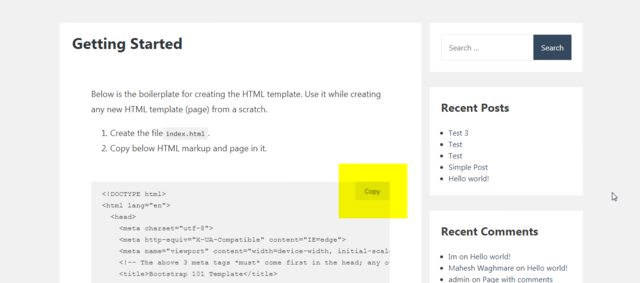 Getting Started
Below is the boilerplate for creating the HTML template. Use it while creating
any new HTML template (page) from a scratch.
1. Create the file index.html.
2. Copy below HTML markup and page in it.
Copy
<!DOCTYPE html>
<html lang="en">
<head>
<meta charset="utf-8">
<meta http-equiv="X-UA-Compatible" content="IE=edge">
<meta name="viewport" content="width=device-width, initial-scale
<!-- The above 3 meta tags *must* come first in the head; any o
<title>Bootstrap 101 Template</title>
Search ...
Search
Recent Posts
Test 3
Test
Test
Simple Post
Hello world!
Recent Comments
Im on Hello world!
Mahesh Waghmare on Hello world!
admin on Page with comments